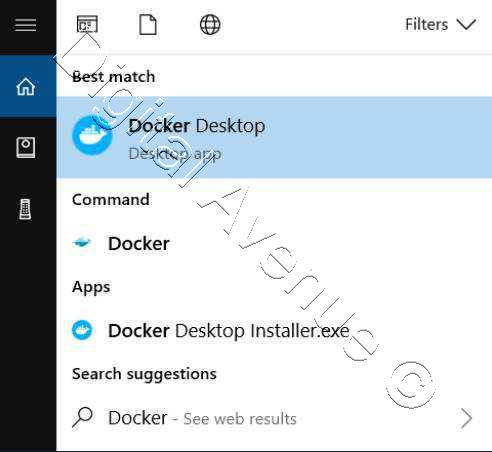 Filters
Best match
Docker Desktop
Desktop app
Command
Docker
Apps
Docker Desktop Installer.exe
Search suggestions
Docker - See web results
Digital Avenue ©